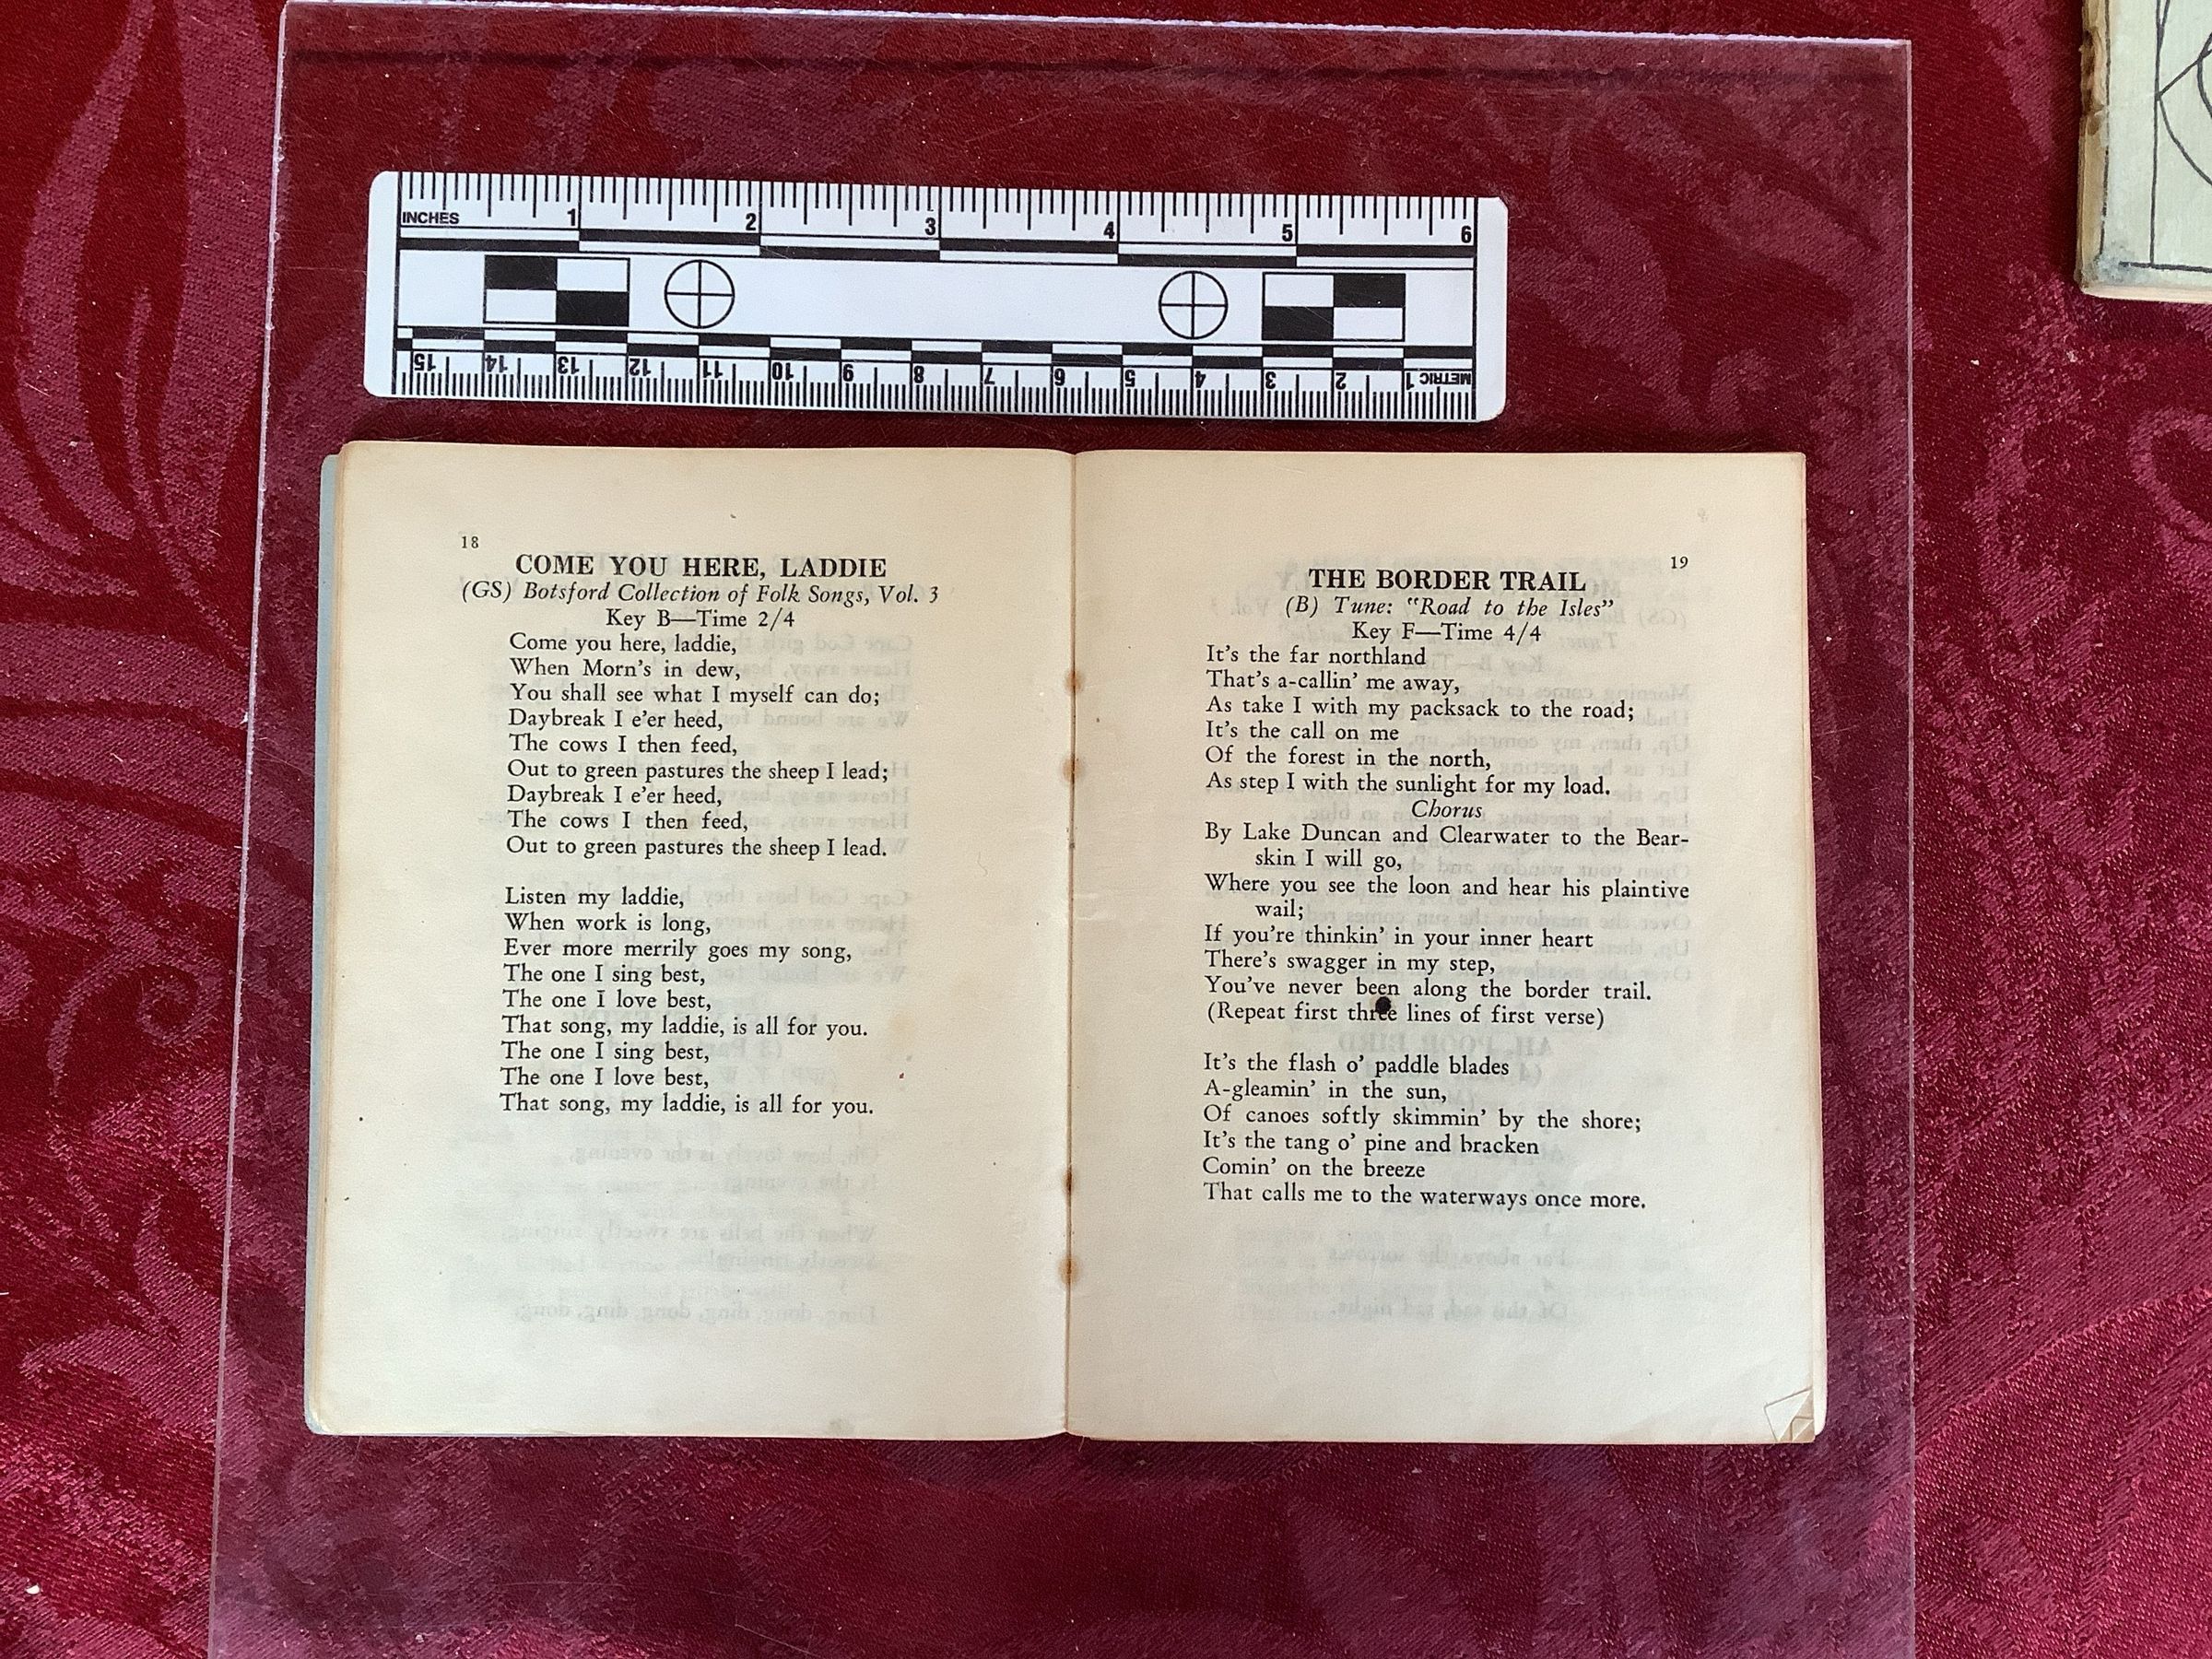 INCHES 1 2 3 4 5 6
15 14 13 12 11 10 9 8 7 6 5 4 3 2 1 METRIC
18
COME YOU HERE, LADDIE
(GS) Botsford Collection of Folk Songs, Vol. 3
Key B—Time 2/4
Come you here, laddie,
When Morn's in dew,
You shall see what I myself can do;
Daybreak I e'er heed,
The cows I then feed,
Out to green pastures the sheep I lead;
Daybreak I e'er heed,
The cows I then feed,
Out to green pastures the sheep I lead.
Listen my laddie,
When work is long,
Ever more merrily goes my song,
The one I sing best,
The one I love best,
That song, my laddie, is all for you.
The one I sing best,
The one I love best,
That song, my laddie, is all for you.
19
THE BORDER TRAIL
(B) Tune: "Road to the Isles"
Key F—Time 4/4
It's the far northland
That's a-callin' me away,
As take I with my packsack to the road;
It's the call on me
Of the forest in the north,
As step I with the sunlight for my load.
Chorus
By Lake Duncan and Clearwater to the Bear-
skin I will go,
Where you see the loon and hear his plaintive
wail;
If you're thinkin' in your inner heart
There's swagger in my step,
You've never been along the border trail.
(Repeat first three lines of first verse)
It's the flash o' paddle blades
A-gleamin' in the sun,
Of canoes softly skimmin' by the shore;
It's the tang o' pine and bracken
Comin' on the breeze
That calls me to the waterways once more.